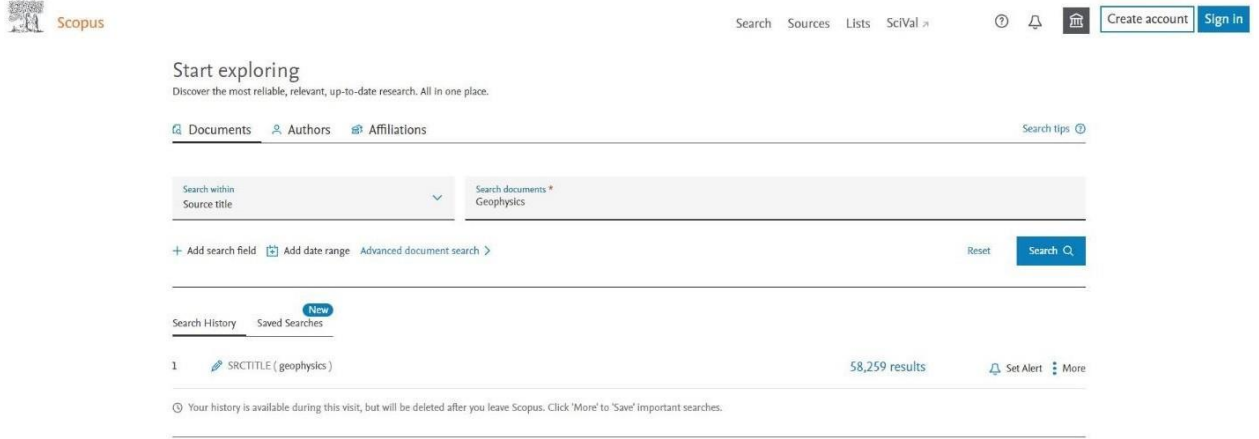 Scopus
Search Sources Lists SciVal
Create account Sign in
Start exploring
Discover the most reliable, relevant, up-to-date research. All in one place.
Documents Authors Affiliations
Search tips
Search within
Source title
Search documents *
Geophysics
+ Add search field Add date range Advanced document search >
Reset Search
New
Search History Saved Searches
1 SRCTITLE ( geophysics ) 58,259 results Set Alert More
Your history is available during this visit, but will be deleted after you leave Scopus. Click 'More' to 'Save' important searches.